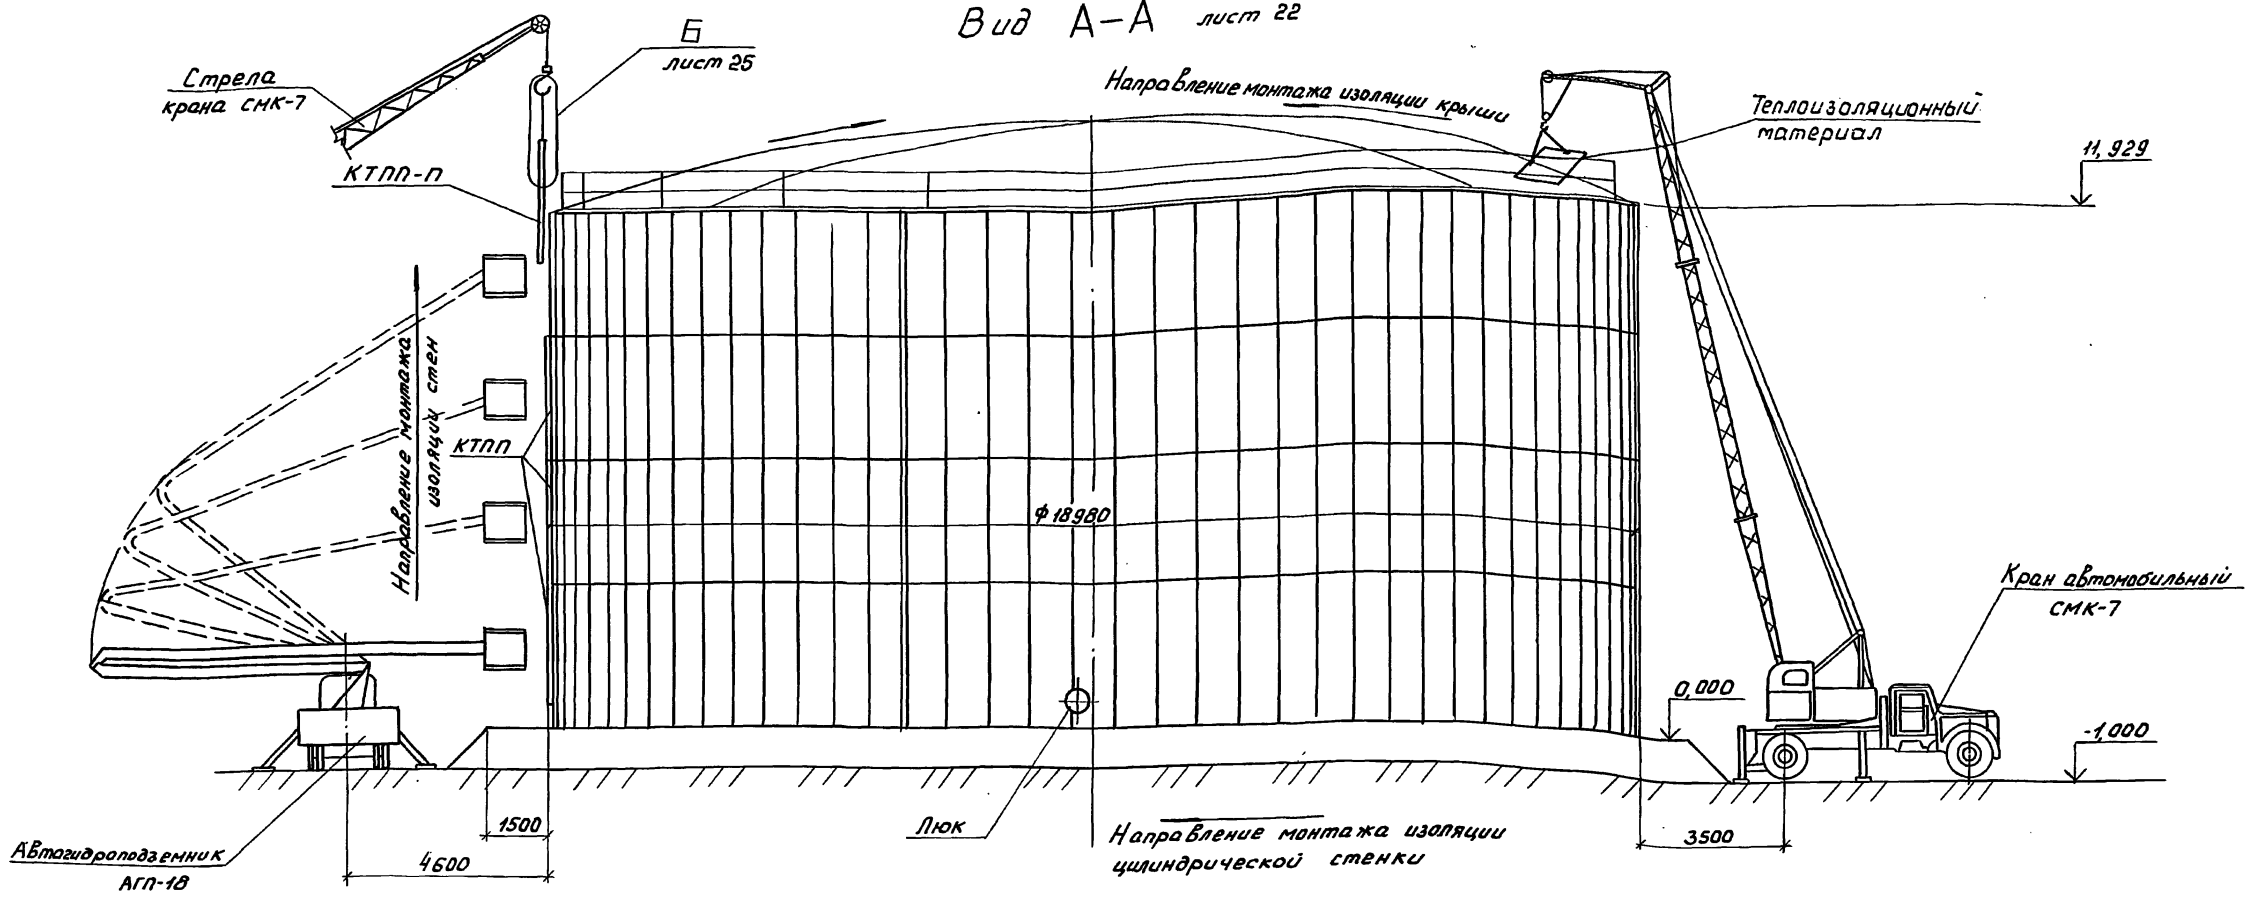 Вид А-А лист 22
Б
лист 25
Стрела
крана СМК-7
КТПП-П
Направление монтажа изоляции крыши
Теплоизоляционный
материал
11,929
Направление монтажа
изоляции стен
КТПП
ф18980
Кран автомобильный
СМК-7
0,000
-1,000
1500
4600
Люк
3500
Направление монтажа изоляции
цилиндрической стенки
Автогидроподземник
АГП-18